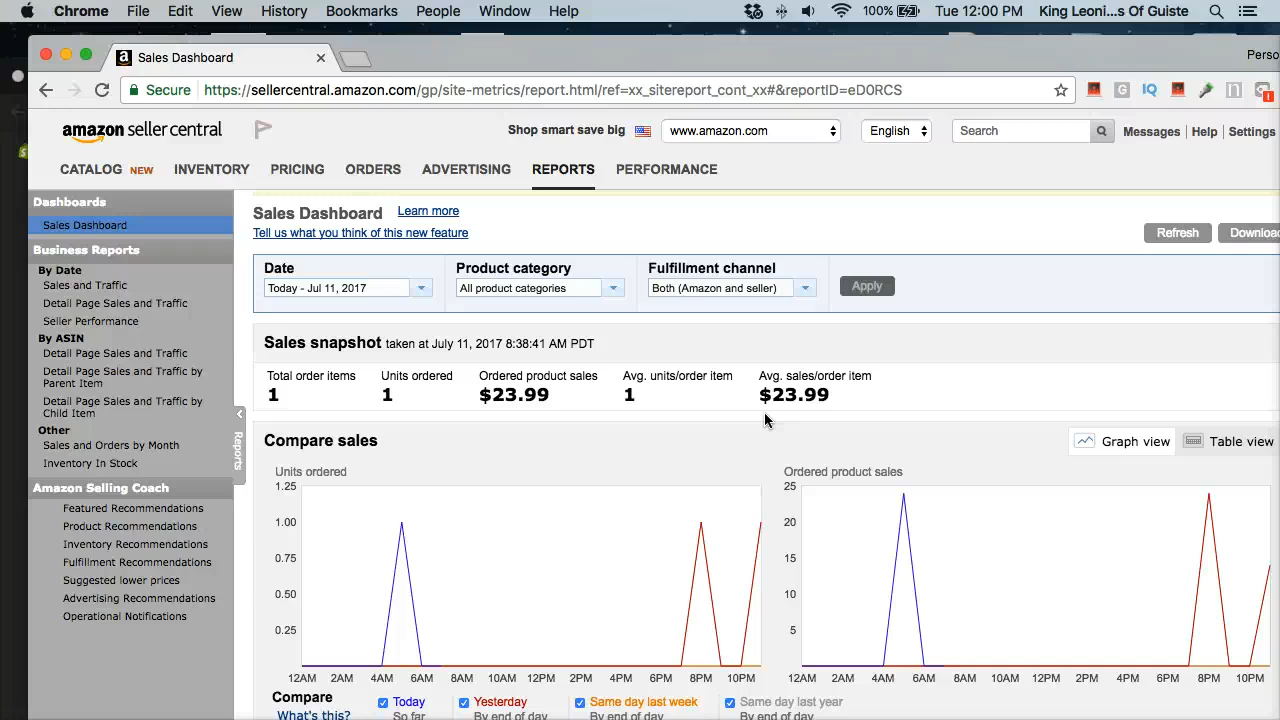 Chrome File Edit View History Bookmarks People Window Help 100% Tue 12:00 PM King Leoni...s Of Guiste
Sales Dashboard Perso
Secure https://sellercentral.amazon.com/gp/site-metrics/report.html/ref=xx_sitereport_cont_xx#&reportID=eD0RCS
amazon seller central Shop smart save big www.amazon.com English Search Messages | Help | Settings
CATALOG NEW INVENTORY PRICING ORDERS ADVERTISING REPORTS PERFORMANCE
Dashboards
Sales Dashboard
Business Reports
By Date
Sales and Traffic
Detail Page Sales and Traffic
Seller Performance
By ASIN
Detail Page Sales and Traffic
Detail Page Sales and Traffic by
Parent Item
Detail Page Sales and Traffic by
Child Item
Other
Sales and Orders by Month
Inventory In Stock
Amazon Selling Coach
Featured Recommendations
Product Recommendations
Inventory Recommendations
Fulfillment Recommendations
Suggested lower prices
Advertising Recommendations
Operational Notifications
Reports
Sales Dashboard Learn more
Tell us what you think of this new feature
Refresh Download
Date Product category Fulfillment channel
Today - Jul 11, 2017 All product categories Both (Amazon and seller) Apply
Sales snapshot taken at July 11, 2017 8:38:41 AM PDT
Total order items Units ordered Ordered product sales Avg. units/order item Avg. sales/order item
1 1 $23.99 1 $23.99
Compare sales Graph view Table view
Units ordered
1.25
1.00
0.75
0.50
0.25
12AM 2AM 4AM 6PM 8AM 10AM 12PM 2PM 4PM 6PM 8PM 10PM
Ordered product sales
25
20
15
10
5
12AM 2AM 4AM 6PM 8AM 10AM 12PM 2PM 4PM 6PM 8PM 10PM
Compare Today Yesterday Same day last week Same day last year
What's this? So far By end of day By end of day By end of day